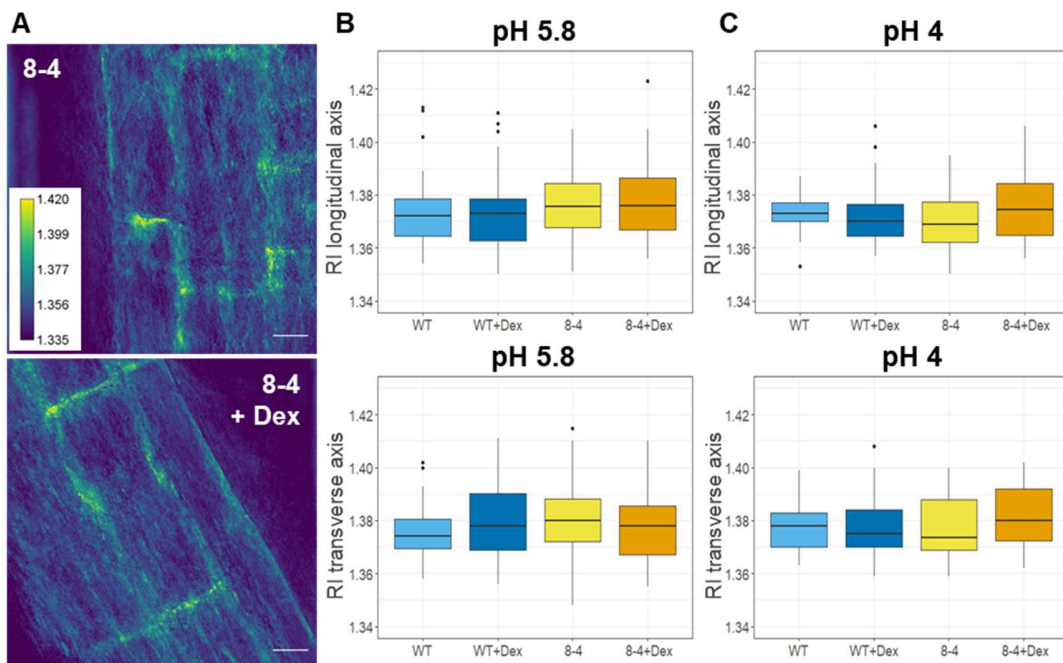 A
8-4
1.420
1.399
1.377
1.356
1.335
8-4
+ Dex
B
pH 5.8
RI longitudinal axis
1.42
1.40
1.38
1.36
1.34
WT
WT+Dex
8-4
8-4+Dex
pH 5.8
RI transverse axis
1.42
1.40
1.38
1.36
1.34
WT
WT+Dex
8-4
8-4+Dex
C
pH 4
RI longitudinal axis
1.42
1.40
1.38
1.36
1.34
WT
WT+Dex
8-4
8-4+Dex
pH 4
RI transverse axis
1.42
1.40
1.38
1.36
1.34
WT
WT+Dex
8-4
8-4+Dex